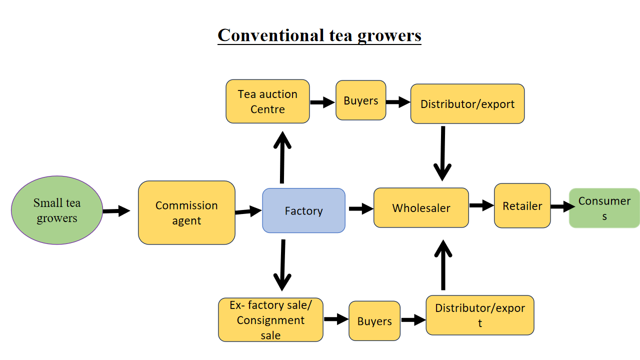 Conventional tea growers
Tea auction
Centre
Buyers
Distributor/export
Small tea
growers
Commission
agent
Factory
Wholesaler
Retailer
Consumer
s
Ex- factory sale/
Consignment
sale
Buyers
Distributor/expor
t